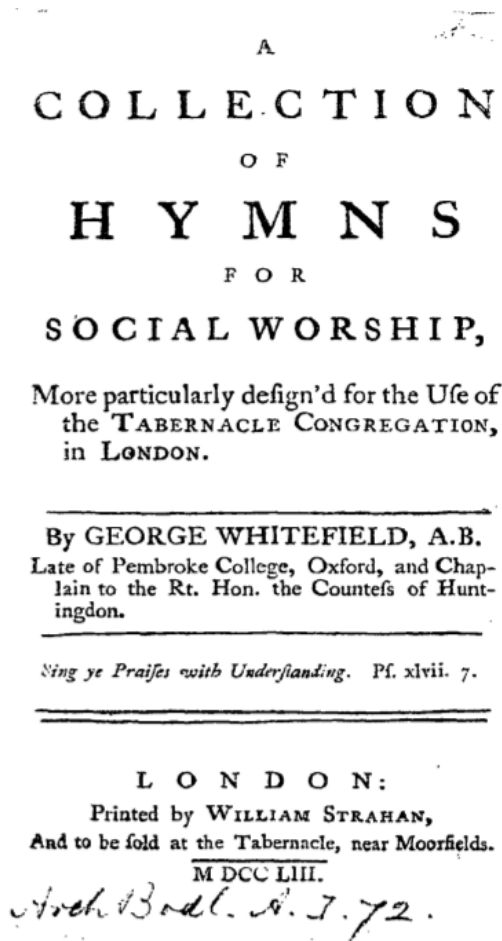 A
COLLECTION
OF
HYMNS
FOR
SOCIAL WORSHIP,
More particularly deſign'd for the Uſe of
the TABERNACLE CONGREGATION,
in LONDON.
By GEORGE WHITEFIELD, A.B.
Late of Pembroke College, Oxford, and Chap-
lain to the Rt. Hon. the Counteſs of Hunt-
ingdon.
Sing ye Praiſes with Underſtanding. Pſ. xlvii. 7.
LONDON:
Printed by WILLIAM STRAHAN,
And to be ſold at the Tabernacle, near Moorfields.
M DCC LIII.
Arch. Bodl. A. I. 72.